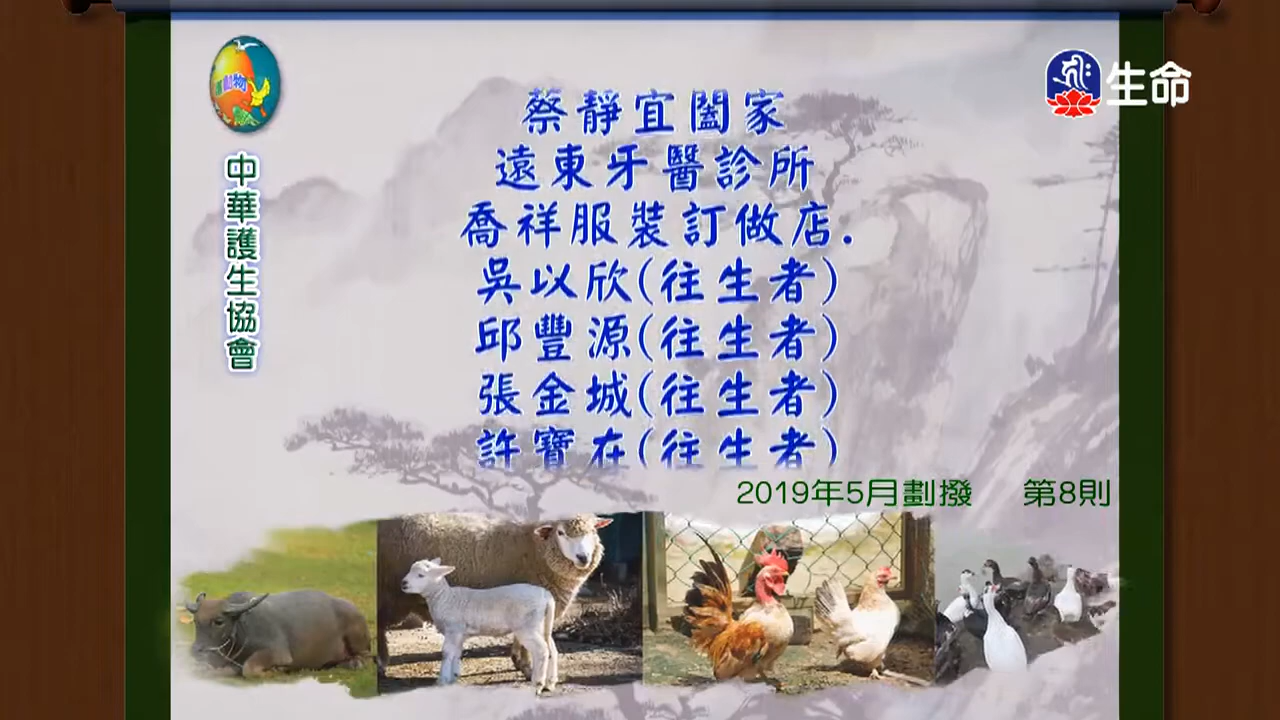 動物
生命
中華護生協會
蔡靜宜闔家
遠東牙醫診所
喬祥服裝訂做店.
吳以欣(往生者)
邱豐源(往生者)
張金城(往生者)
許寶在(往生者)
2019年5月劃撥 第8則